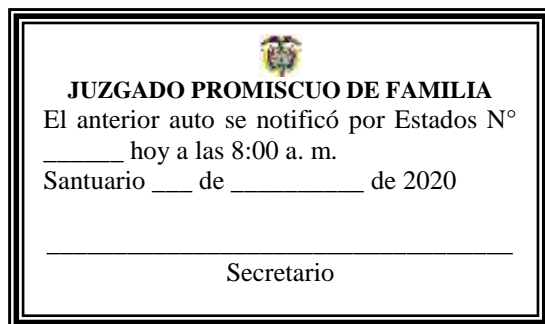 JUZGADO PROMISCUO DE FAMILIA
El anterior auto se notificó por Estados N°
______ hoy a las 8:00 a. m.
Santuario ___ de __________ de 2020
___________________________________
Secretario